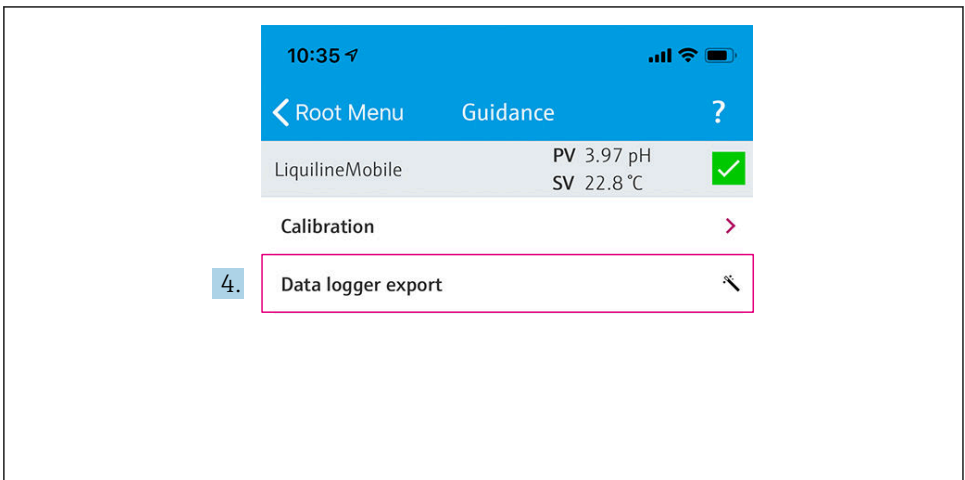 10:35
Root Menu Guidance ?
LiquilineMobile PV 3.97 pH
SV 22.8 °C
Calibration
4. Data logger export